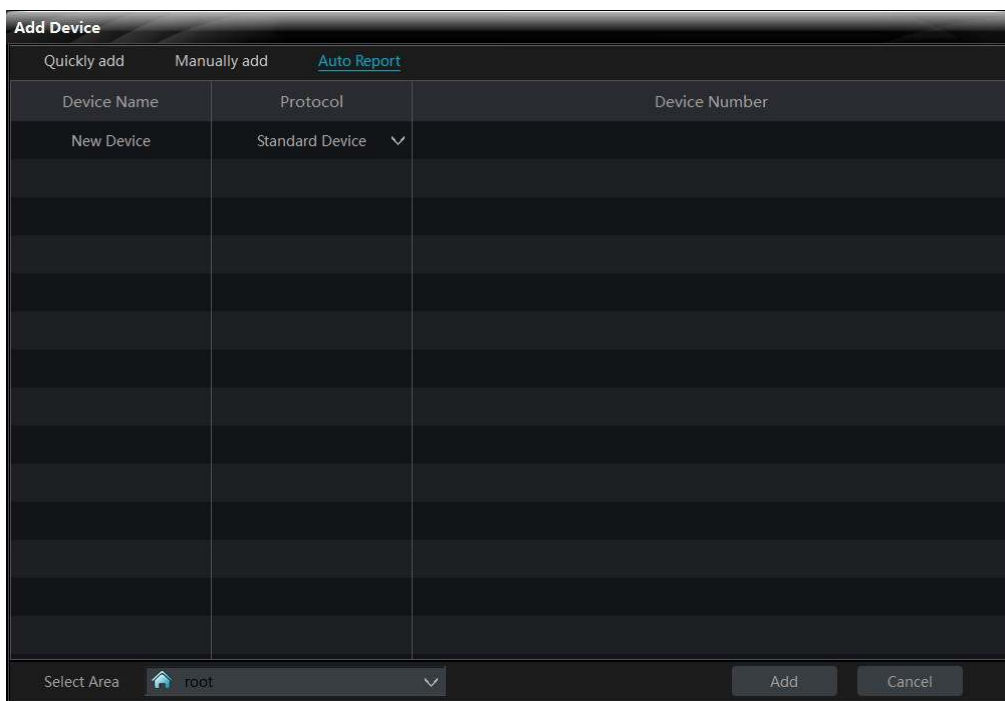 Add Device
Quickly add Manually add Auto Report
Device Name Protocol Device Number
New Device Standard Device
Select Area root Add Cancel